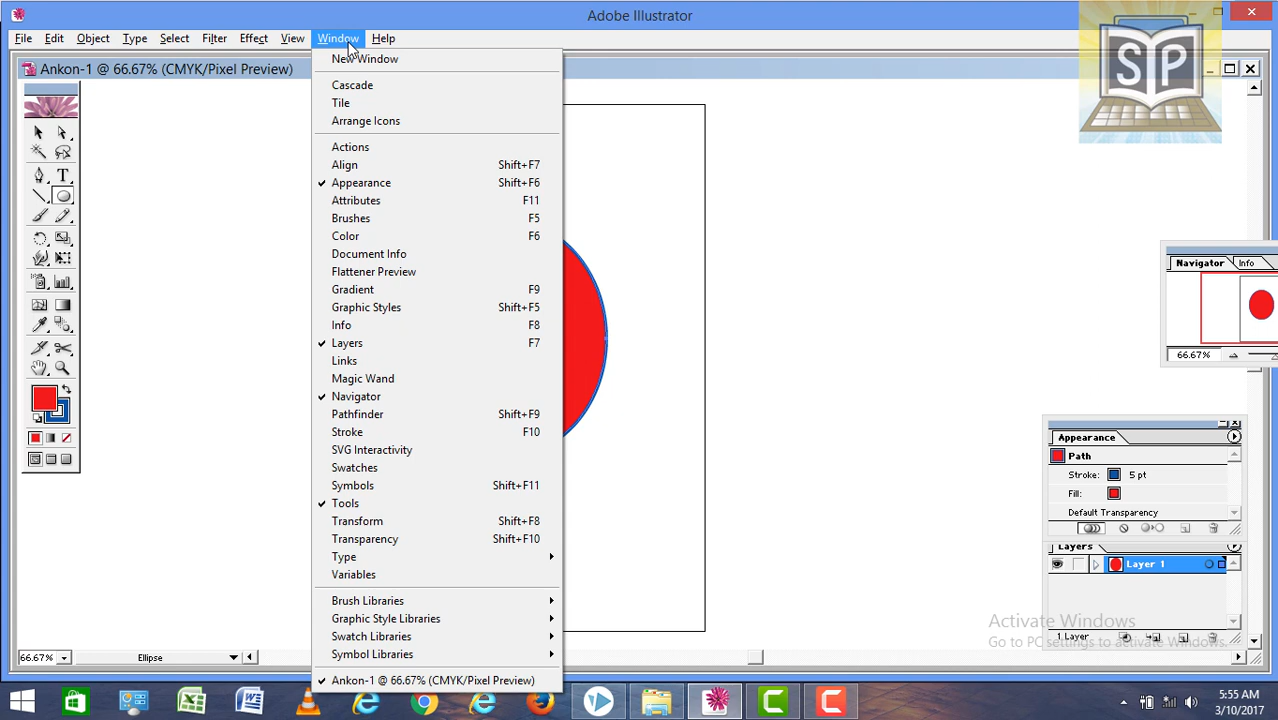 Adobe Illustrator
File Edit Object Type Select Filter Effect View Window Help
SP
Ankon-1 @ 66.67% (CMYK/Pixel Preview)
New Window
Cascade
Tile
Arrange Icons
Actions
Align Shift+F7
Appearance Shift+F6
Attributes F11
Brushes F5
Color F6
Document Info
Flattener Preview
Gradient F9
Graphic Styles Shift+F5
Info F8
Layers F7
Links
Magic Wand
Navigator
Pathfinder Shift+F9
Stroke F10
SVG Interactivity
Swatches
Symbols Shift+F11
Tools
Transform Shift+F8
Transparency Shift+F10
Type
Variables
Brush Libraries
Graphic Style Libraries
Swatch Libraries
Symbol Libraries
Ankon-1 @ 66.67% (CMYK/Pixel Preview)
Navigator Info
66.67%
Appearance
Path
Stroke: 5 pt
Fill:
Default Transparency
Layers
Layer 1
1 Layer
Activate Windows
Go to PC settings to activate Windows.
66.67% Ellipse
5:55 AM
3/10/2017